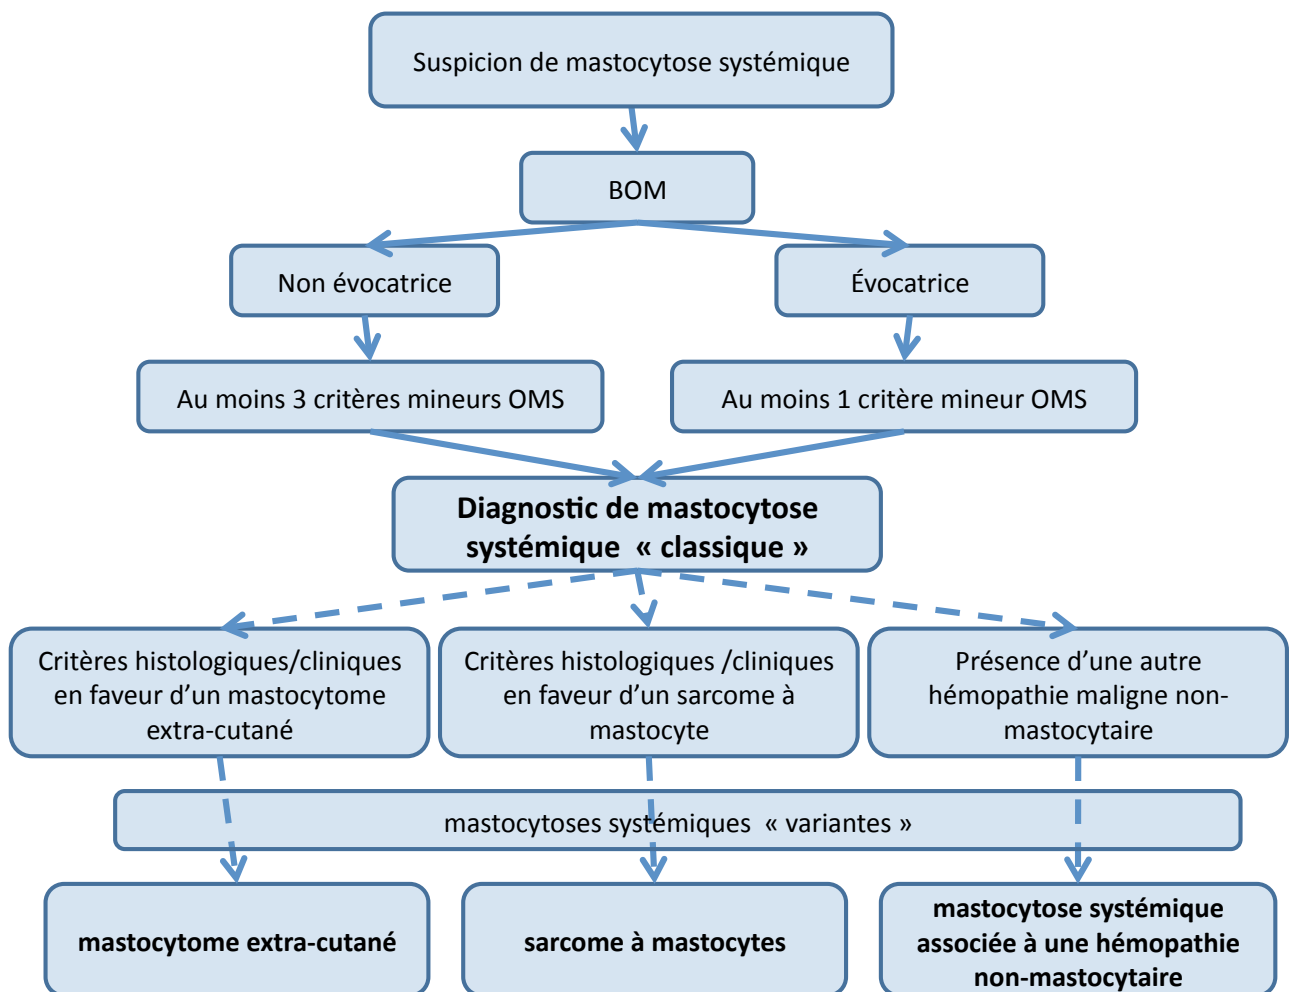 Suspicion de mastocytose systémique
BOM
Non évocatrice
Évocatrice
Au moins 3 critères mineurs OMS
Au moins 1 critère mineur OMS
Diagnostic de mastocytose
systémique « classique »
Critères histologiques/cliniques
en faveur d’un mastocytome
extra-cutané
Critères histologiques /cliniques
en faveur d’un sarcome à
mastocyte
Présence d’une autre
hémopathie maligne non-
mastocytaire
mastocytoses systémiques « variantes »
mastocytome extra-cutané
sarcome à mastocytes
mastocytose systémique
associée à une hémopathie
non-mastocytaire